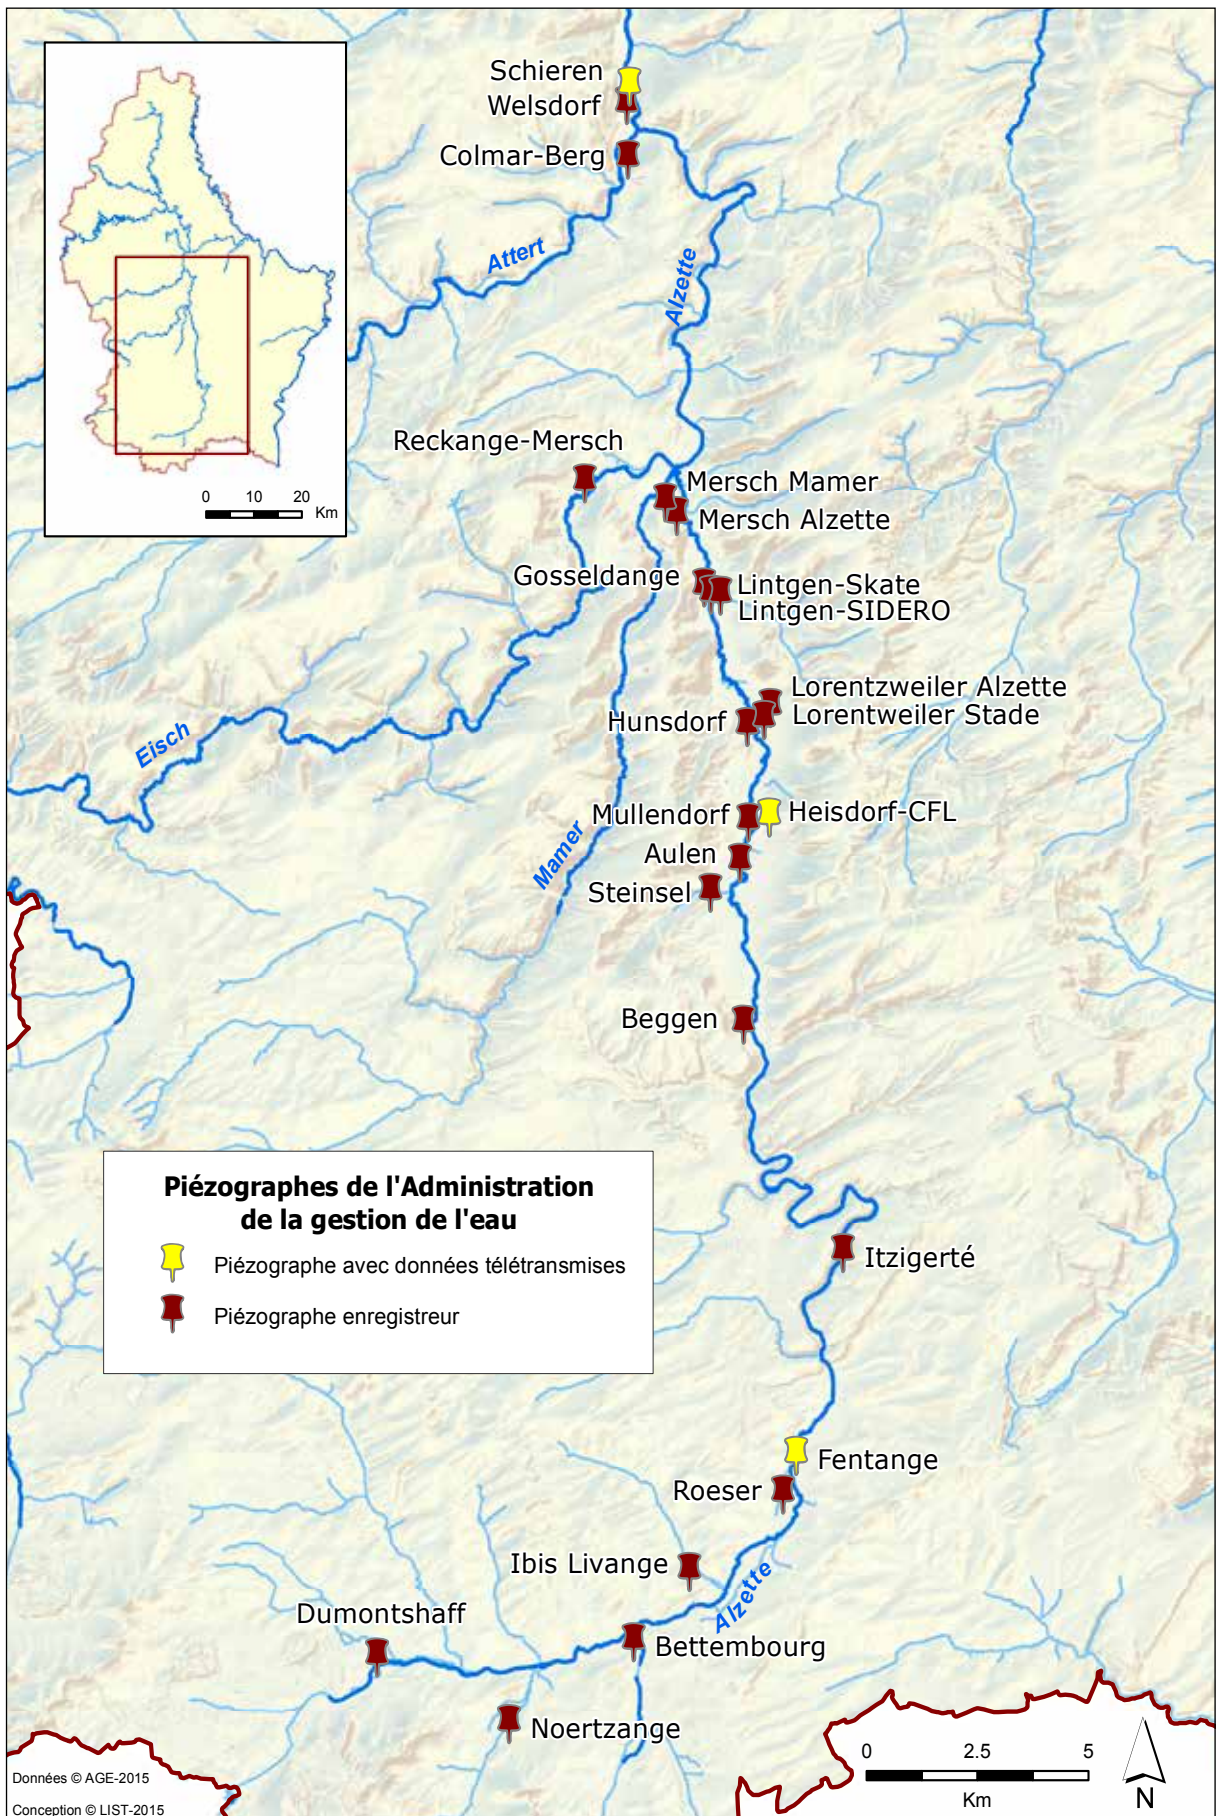 Schieren
Welsdorf
Colmar-Berg
Attert
Alzette
0 10 20
Km
Reckange-Mersch
Mersch Mamer
Mersch Alzette
Gosseldange
Lintgen-Skate
Lintgen-SIDERO
Lorentzweiler Alzette
Lorentweiler Stade
Hunsdorf
Eisch
Mullendorf
Heisdorf-CFL
Mamer
Aulen
Steinsel
Beggen
Piézographes de l'Administration
de la gestion de l'eau
Piézographe avec données télétransmises
Piézographe enregistreur
Itzigerté
Fentange
Roeser
Ibis Livange
Alzette
Dumontshaff
Bettembourg
Noertzange
0 2.5 5
Km
N
Données © AGE-2015
Conception © LIST-2015